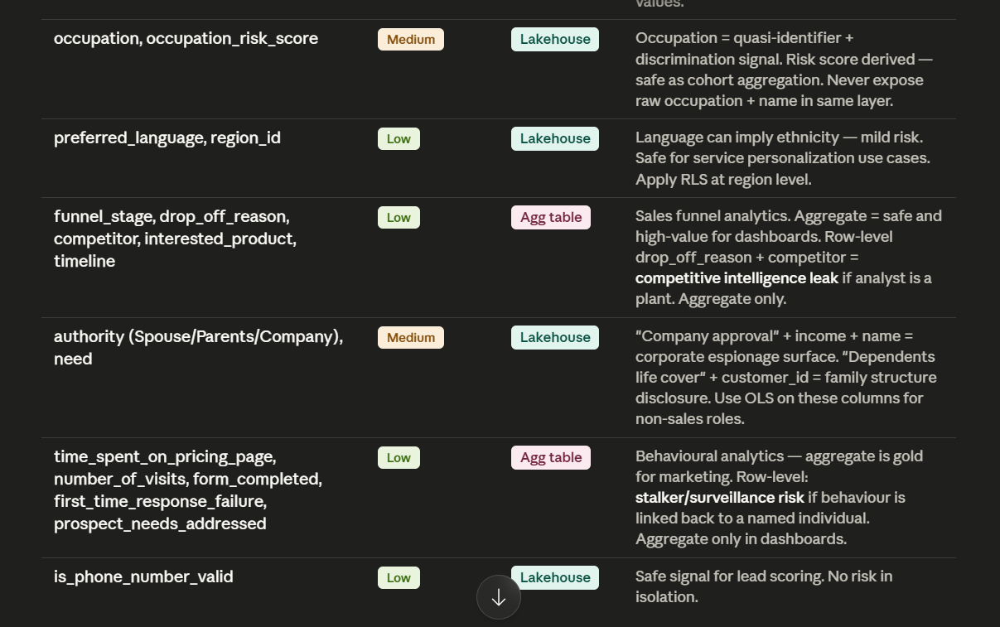 values.
occupation, occupation_risk_score
Medium
Lakehouse
Occupation = quasi-identifier +
discrimination signal. Risk score derived —
safe as cohort aggregation. Never expose
raw occupation + name in same layer.
preferred_language, region_id
Low
Lakehouse
Language can imply ethnicity — mild risk.
Safe for service personalization use cases.
Apply RLS at region level.
funnel_stage, drop_off_reason,
competitor, interested_product,
timeline
Low
Agg table
Sales funnel analytics. Aggregate = safe and
high-value for dashboards. Row-level
drop_off_reason + competitor =
competitive intelligence leak if analyst is a
plant. Aggregate only.
authority (Spouse/Parents/Company),
need
Medium
Lakehouse
"Company approval" + income + name =
corporate espionage surface. "Dependents
life cover" + customer_id = family structure
disclosure. Use OLS on these columns for
non-sales roles.
time_spent_on_pricing_page,
number_of_visits, form_completed,
first_time_response_failure,
prospect_needs_addressed
Low
Agg table
Behavioural analytics — aggregate is gold
for marketing. Row-level:
stalker/surveillance risk if behaviour is
linked back to a named individual.
Aggregate only in dashboards.
is_phone_number_valid
Low
Lakehouse
Safe signal for lead scoring. No risk in
isolation.